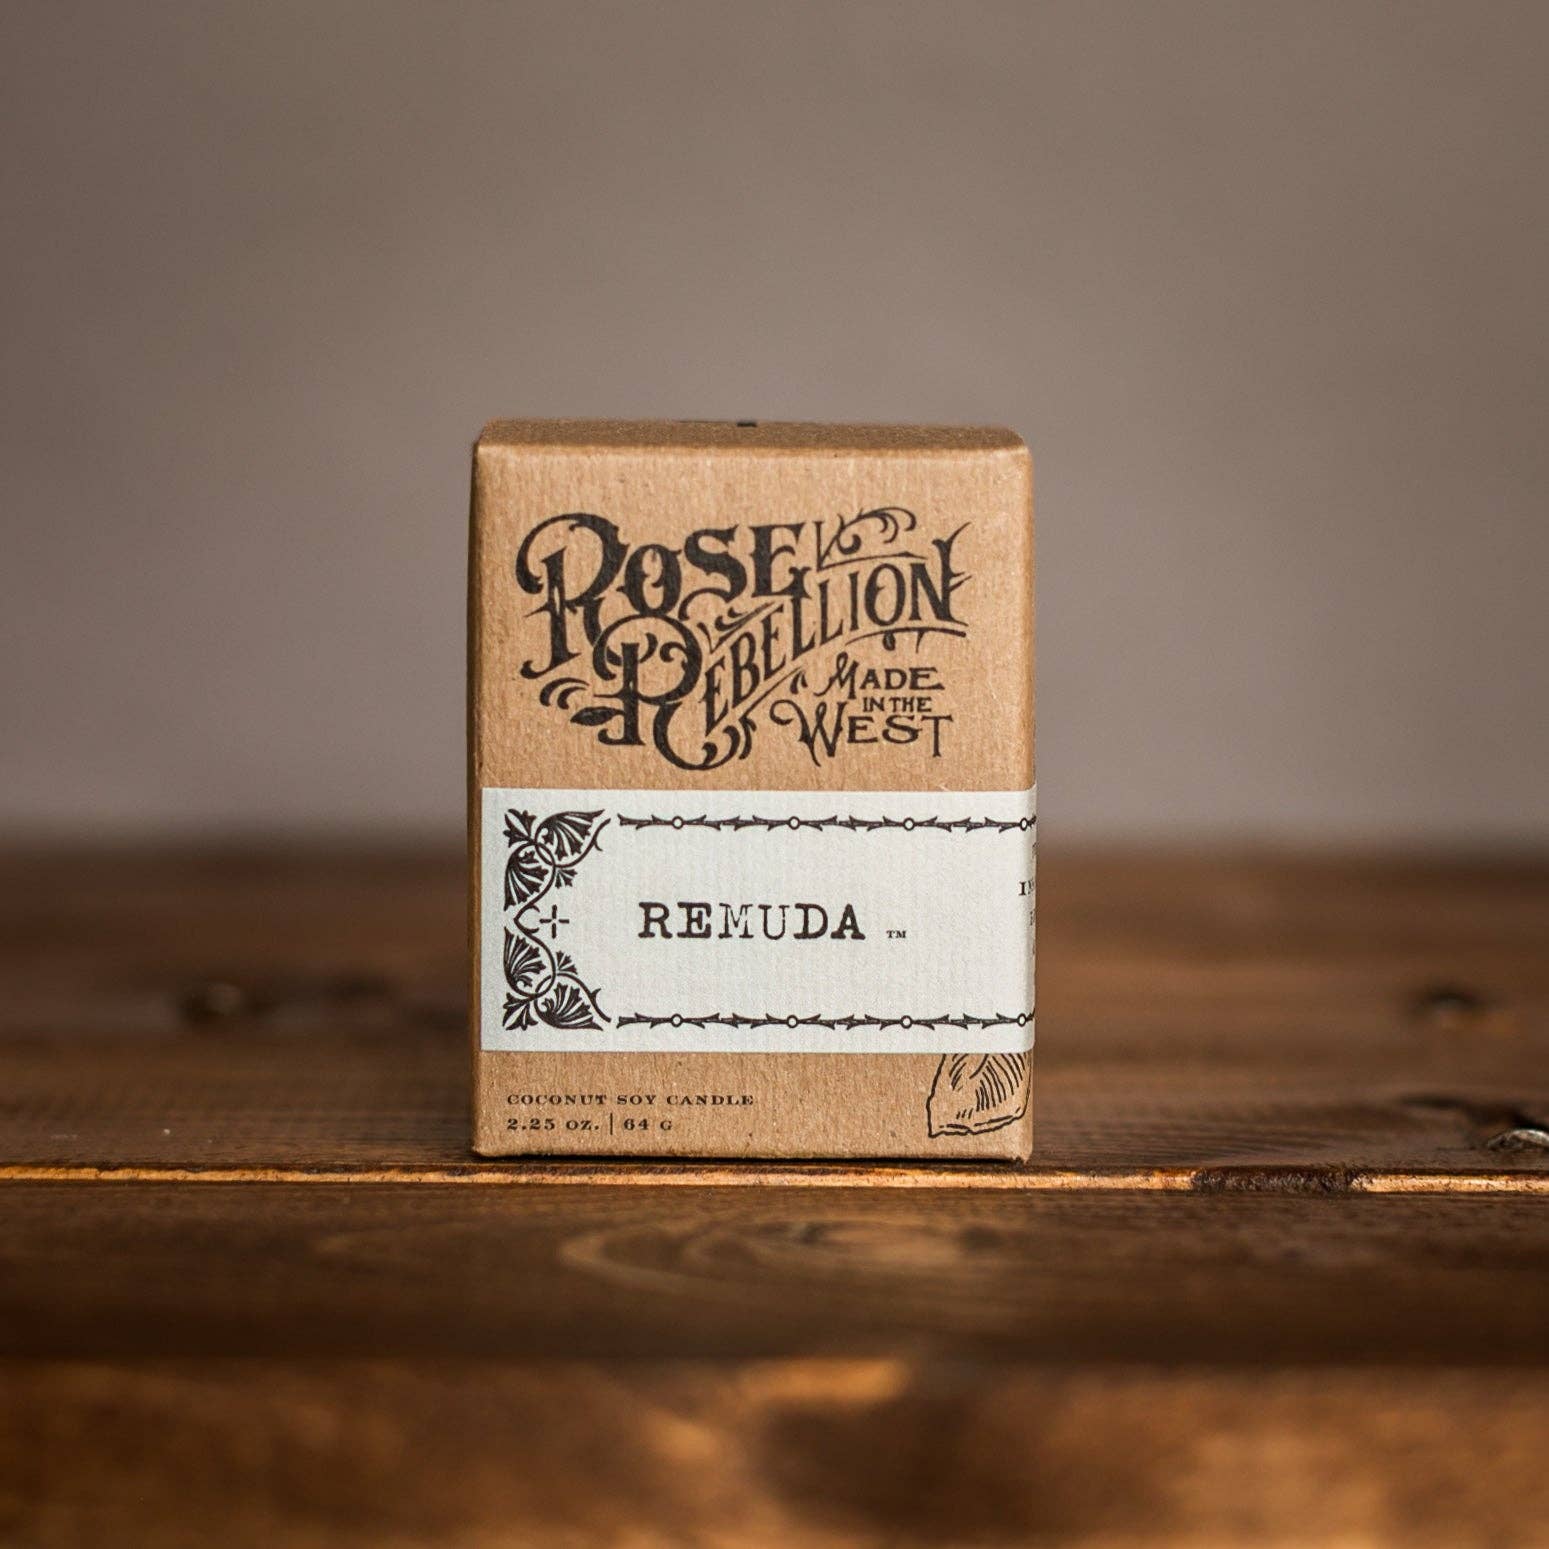 ROSE
REBELLION
MADE
IN THE
WEST
REMUDA ™
COCONUT SOY CANDLE
2.25 OZ. | 64 G